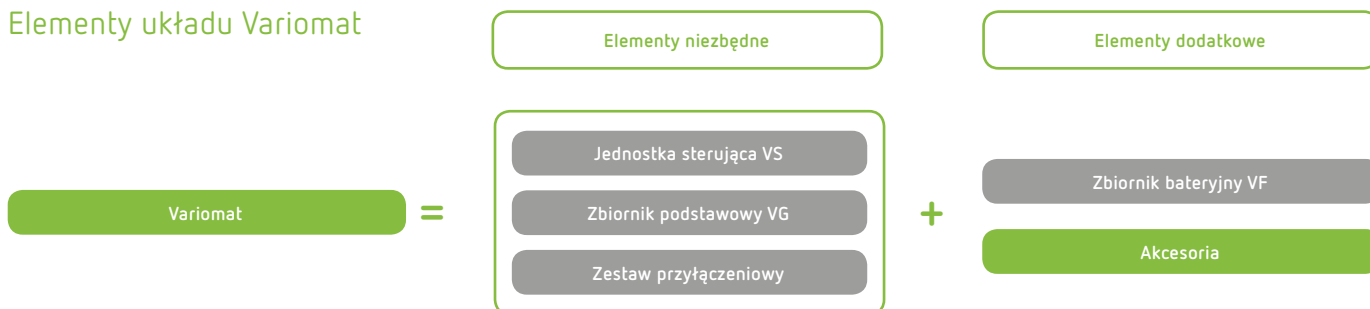 Elementy układu Variomat
Elementy niezbędne
Elementy dodatkowe
Variomat
=
Jednostka sterująca VS
Zbiornik podstawowy VG
Zestaw przyłączeniowy
+
Zbiornik bateryjny VF
Akcesoria